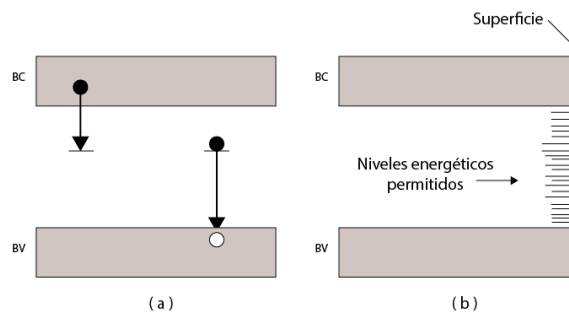 Superficie
BC
BC
Niveles energéticos
permitidos
BV
BV
( a )
( b )